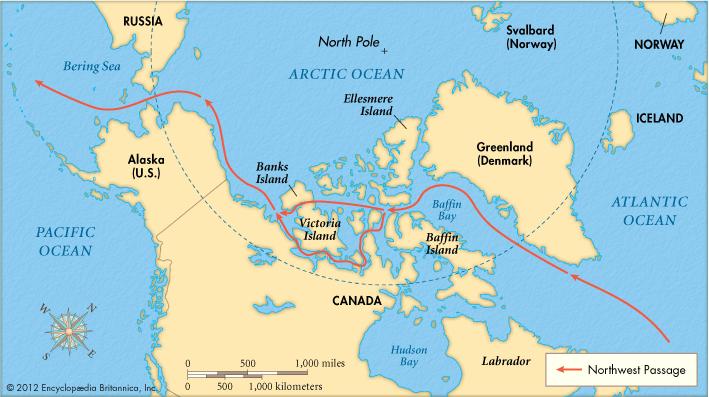 RUSSIA
North Pole
Svalbard
(Norway)
NORWAY
Bering Sea
ARCTIC OCEAN
Ellesmere
Island
ICELAND
Greenland
(Denmark)
Alaska
(U.S.)
Banks
Island
Victoria
Island
Baffin
Bay
Baffin
Island
ATLANTIC
OCEAN
PACIFIC
OCEAN
CANADA
N
W
E
S
Hudson
Bay
Labrador
0 500 1,000 miles
0 500 1,000 kilometers
Northwest Passage
© 2012 Encyclopædia Britannica, Inc.